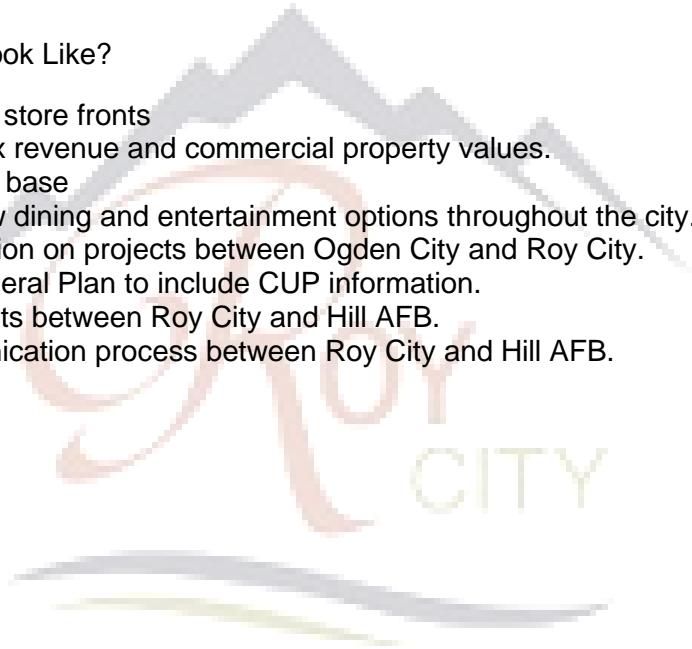 ook Like?
store fronts
x revenue and commercial property values.
base
w dining and entertainment options throughout the city.
ion on projects between Ogden City and Roy City.
eral Plan to include CUP information.
ts between Roy City and Hill AFB.
ication process between Roy City and Hill AFB.
ROY
CITY